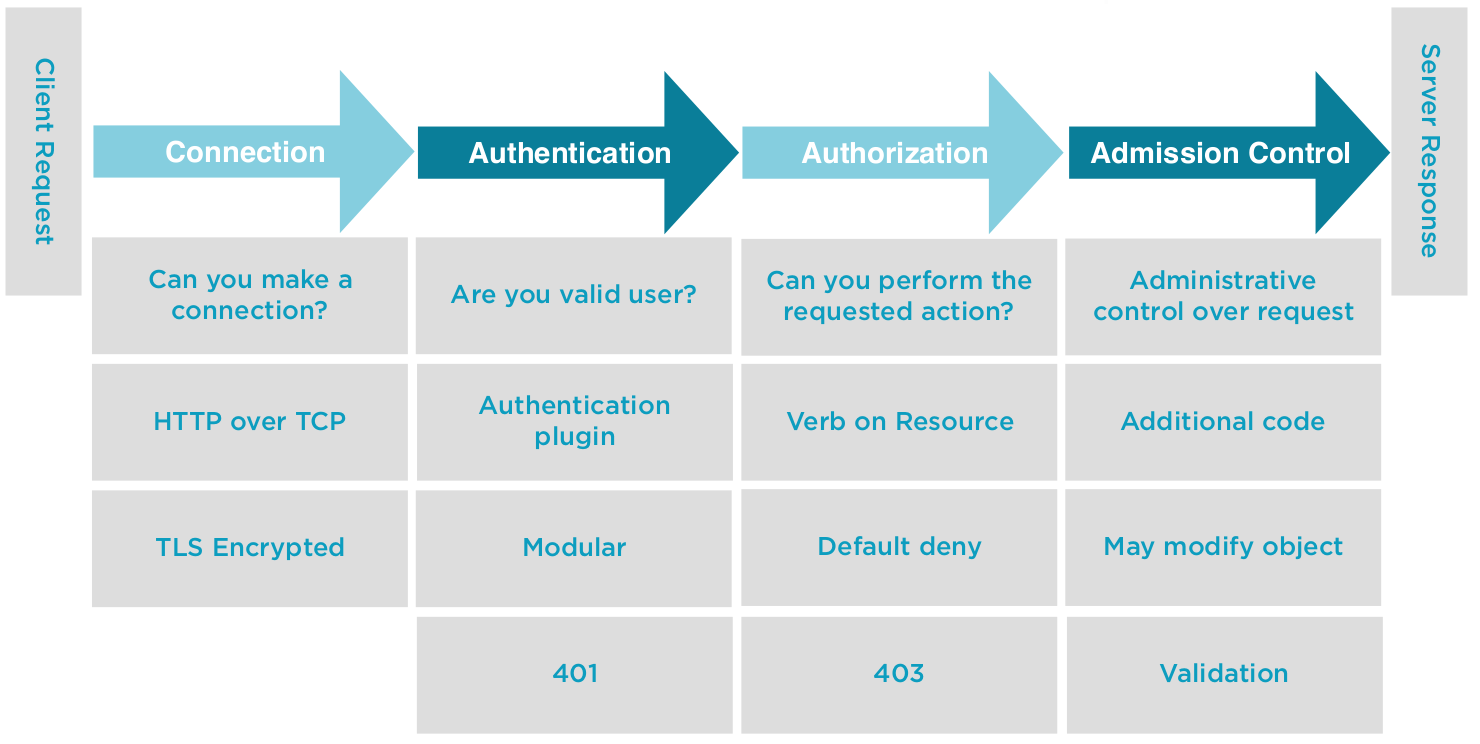 Client Request
Connection
Authentication
Authorization
Admission Control
Server Response
Can you make a
connection?
Are you valid user?
Can you perform the
requested action?
Administrative
control over request
HTTP over TCP
Authentication
plugin
Verb on Resource
Additional code
TLS Encrypted
Modular
Default deny
May modify object
401
403
Validation